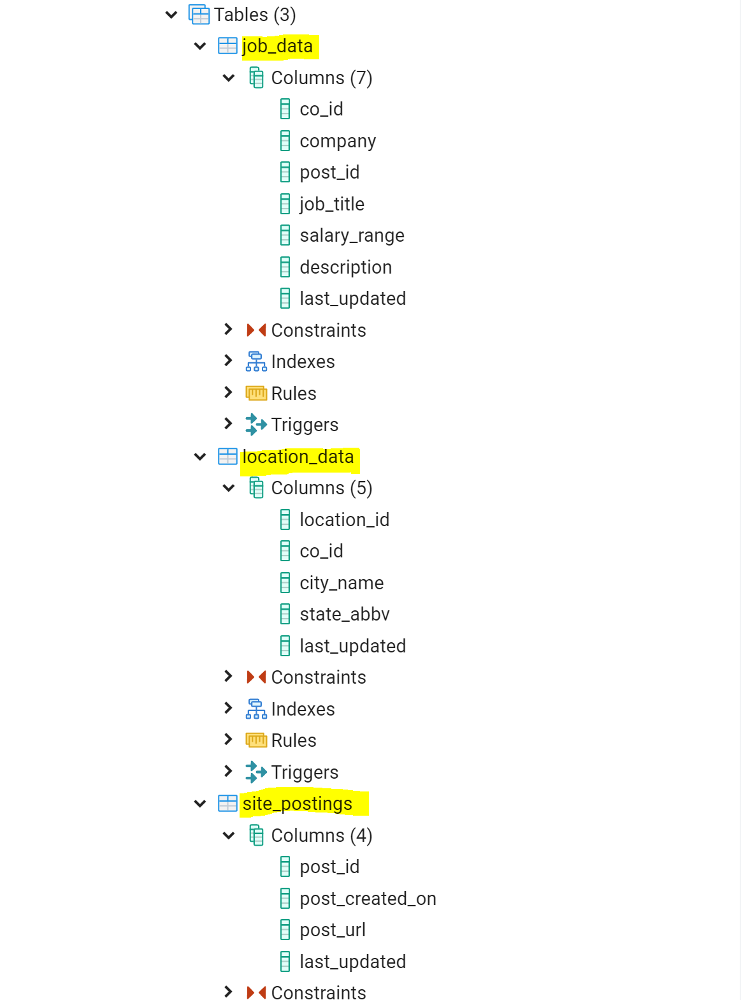 Tables (3)
job_data
Columns (7)
co_id
company
post_id
job_title
salary_range
description
last_updated
Constraints
Indexes
Rules
Triggers
location_data
Columns (5)
location_id
co_id
city_name
state_abbv
last_updated
Constraints
Indexes
Rules
Triggers
site_postings
Columns (4)
post_id
post_created_on
post_url
last_updated
Constraints